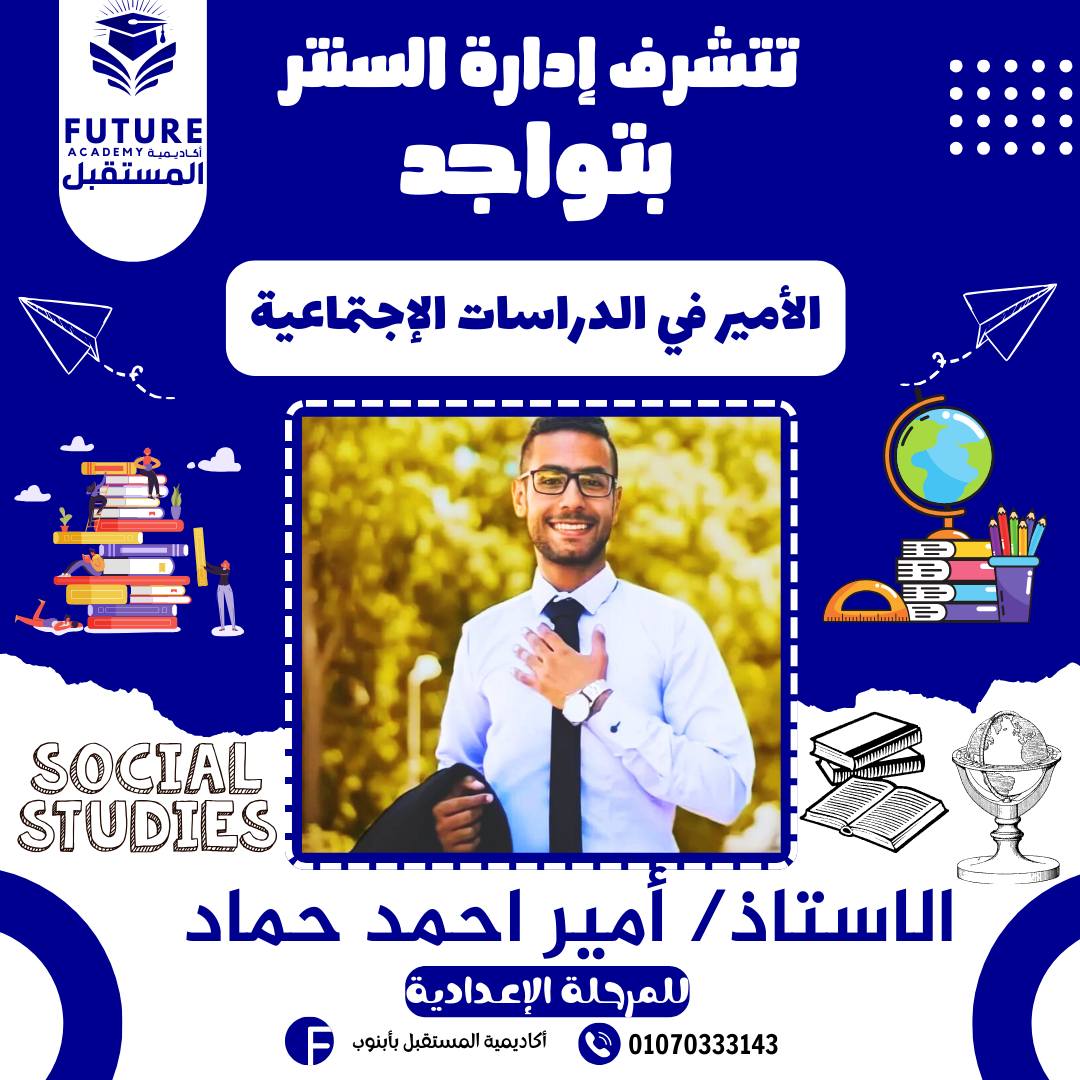 FUTURE
ACADEMY أكاديمية
المستقبل
تتشرف إدارة السنتر
بتواجد
الأمير في الدراسات الإجتماعية
SOCIAL
STUDIES
الاستاذ/ أمير احمد حماد
للمرحلة الإعدادية
أكاديمية المستقبل بأبنوب
01070333143